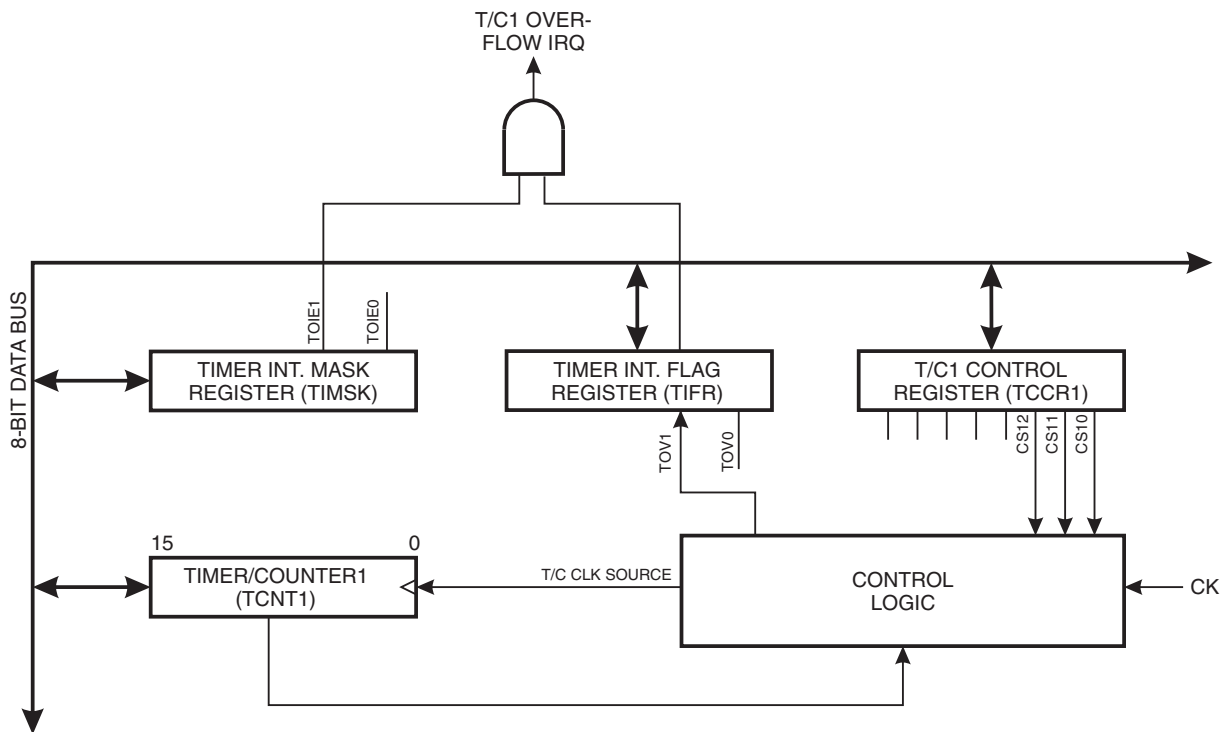 T/C1 OVER-
FLOW IRQ
8-BIT DATA BUS
TOIE1
TOIE0
TIMER INT. MASK
REGISTER (TIMSK)
TIMER INT. FLAG
REGISTER (TIFR)
T/C1 CONTROL
REGISTER (TCCR1)
TOV1
TOV0
CS12
CS11
CS10
15
0
TIMER/COUNTER1
(TCNT1)
T/C CLK SOURCE
CONTROL
LOGIC
CK